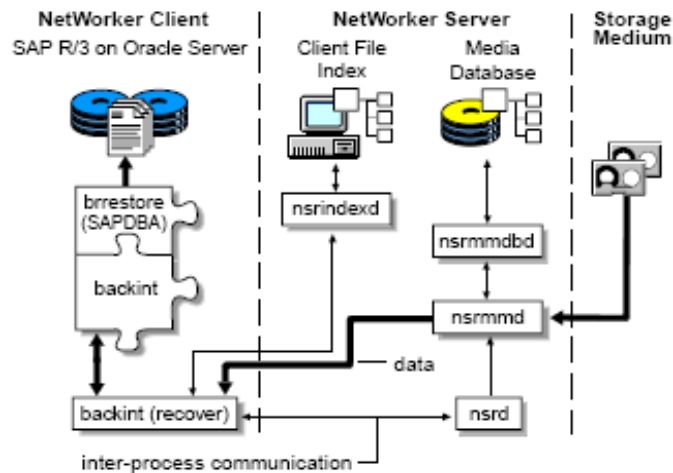 NetWorker Client
SAP R/3 on Oracle Server
NetWorker Server
Client File
Index
Media
Database
Storage
Medium
brrestore
(SAPDBA)
backint
nsrindexd
nsrmmdbd
nsrmmd
data
backint (recover)
nsrd
inter-process communication